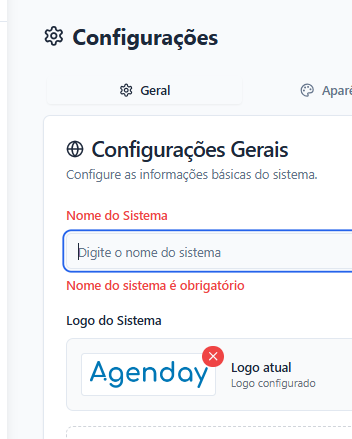 Configurações
Geral
Configurações Gerais
Configure as informações básicas do sistema.
Nome do Sistema
Digite o nome do sistema
Nome do sistema é obrigatório
Logo do Sistema
Agenday
Logo atual
Logo configurado